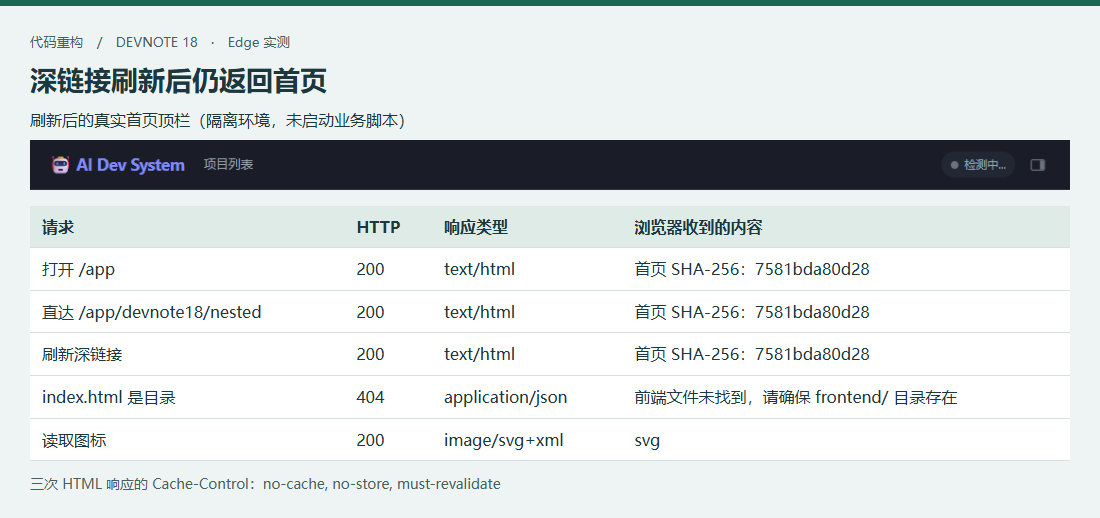 代码重构 / DEVNOTE 18 · Edge 实测
深链接刷新后仍返回首页
刷新后的真实首页顶栏（隔离环境，未启动业务脚本）
AI Dev System 项目列表 检测中...
请求 HTTP 响应类型 浏览器收到的内容
打开 /app 200 text/html 首页 SHA-256：7581bda80d28
直达 /app/devnote18/nested 200 text/html 首页 SHA-256：7581bda80d28
刷新深链接 200 text/html 首页 SHA-256：7581bda80d28
index.html 是目录 404 application/json 前端文件未找到，请确保 frontend/ 目录存在
读取图标 200 image/svg+xml svg
三次 HTML 响应的 Cache-Control：no-cache, no-store, must-revalidate